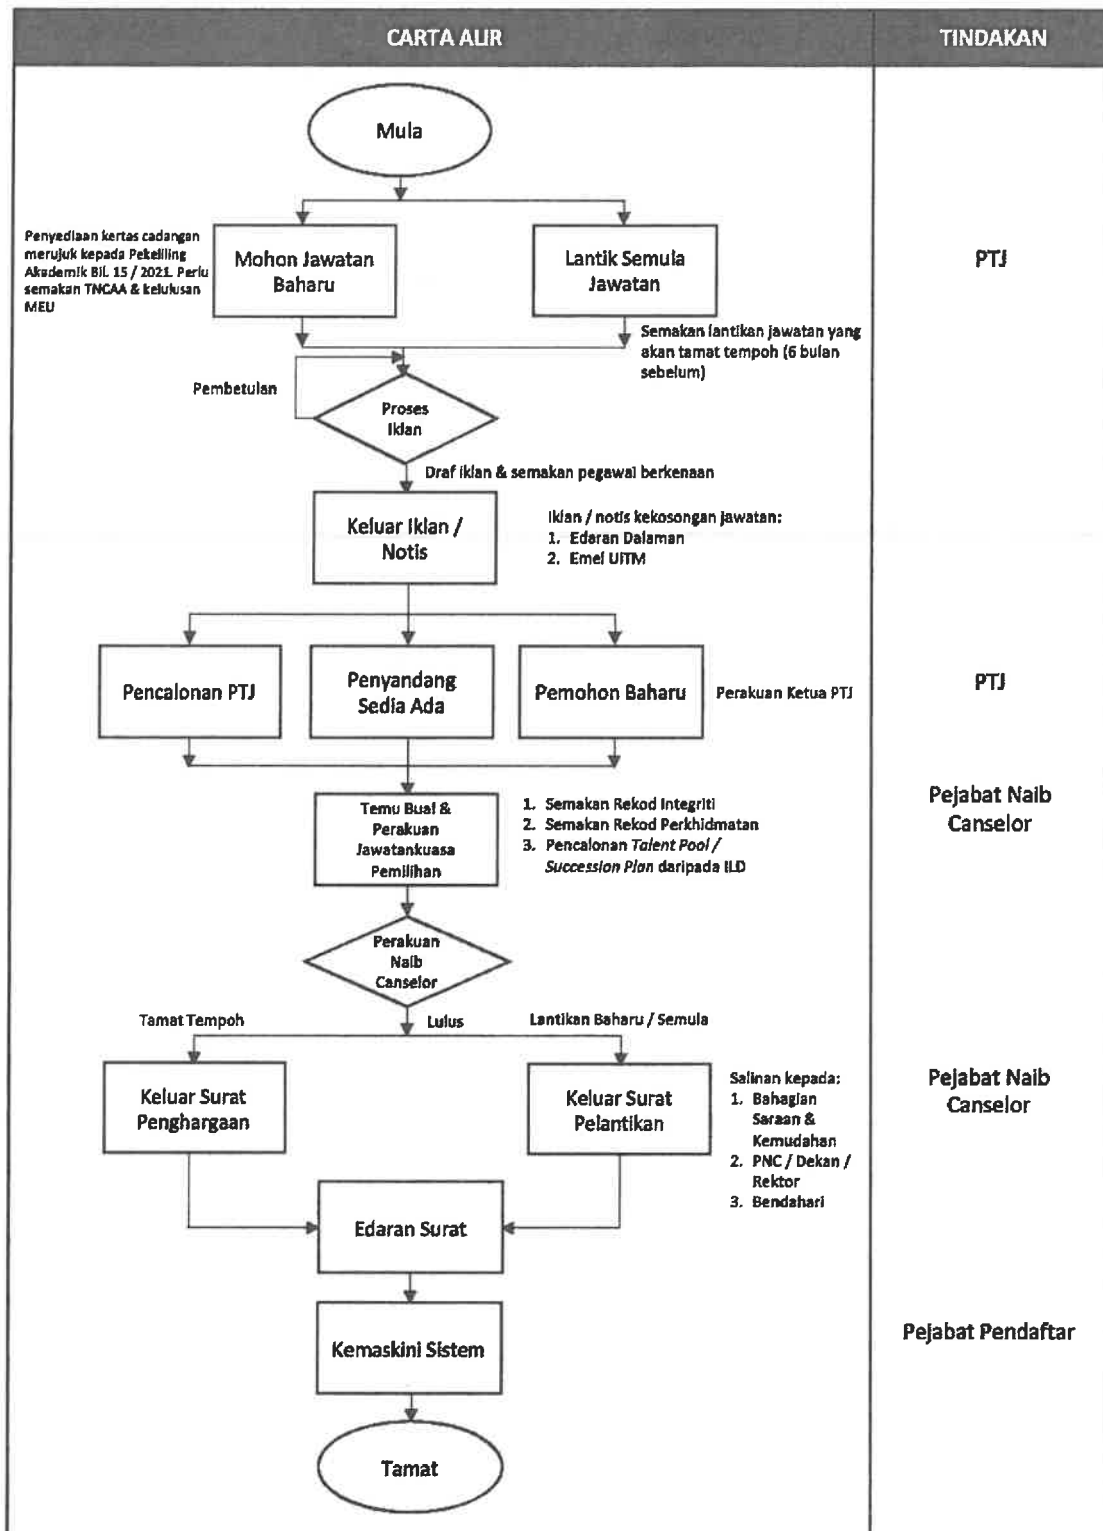 CARTA ALIR
TINDAKAN
Mula
Penyediaan kertas cadangan
merujuk kepada Pekeliling
Akademik Bil. 15 / 2021. Perlu
semakan TNCAA & kelulusan
MEU
Mohon Jawatan
Baharu
Lantik Semula
Jawatan
PTJ
Semakan lantikan jawatan yang
akan tamat tempoh (6 bulan
sebelum)
Pembetulan
Proses
Iklan
Draf iklan & semakan pegawai berkenaan
Keluar Iklan /
Notis
Iklan / notis kekosongan jawatan:
1. Edaran Dalaman
2. Emel UiTM
Pencalonan PTJ
Penyandang
Sedia Ada
Pemohon Baharu
Perakuan Ketua PTJ
PTJ
Temu Bual &
Perakuan
Jawatankuasa
Pemilihan
1. Semakan Rekod Integriti
2. Semakan Rekod Perkhidmatan
3. Pencalonan Talent Pool /
Succession Plan daripada ILD
Pejabat Naib
Canselor
Perakuan
Naib
Canselor
Tamat Tempoh
Lulus
Lantikan Baharu / Semula
Keluar Surat
Penghargaan
Keluar Surat
Pelantikan
Salinan kepada:
1. Bahagian
Saraan &
Kemudahan
2. PNC / Dekan /
Rektor
3. Bendahari
Pejabat Naib
Canselor
Edaran Surat
Kemaskini Sistem
Pejabat Pendaftar
Tamat